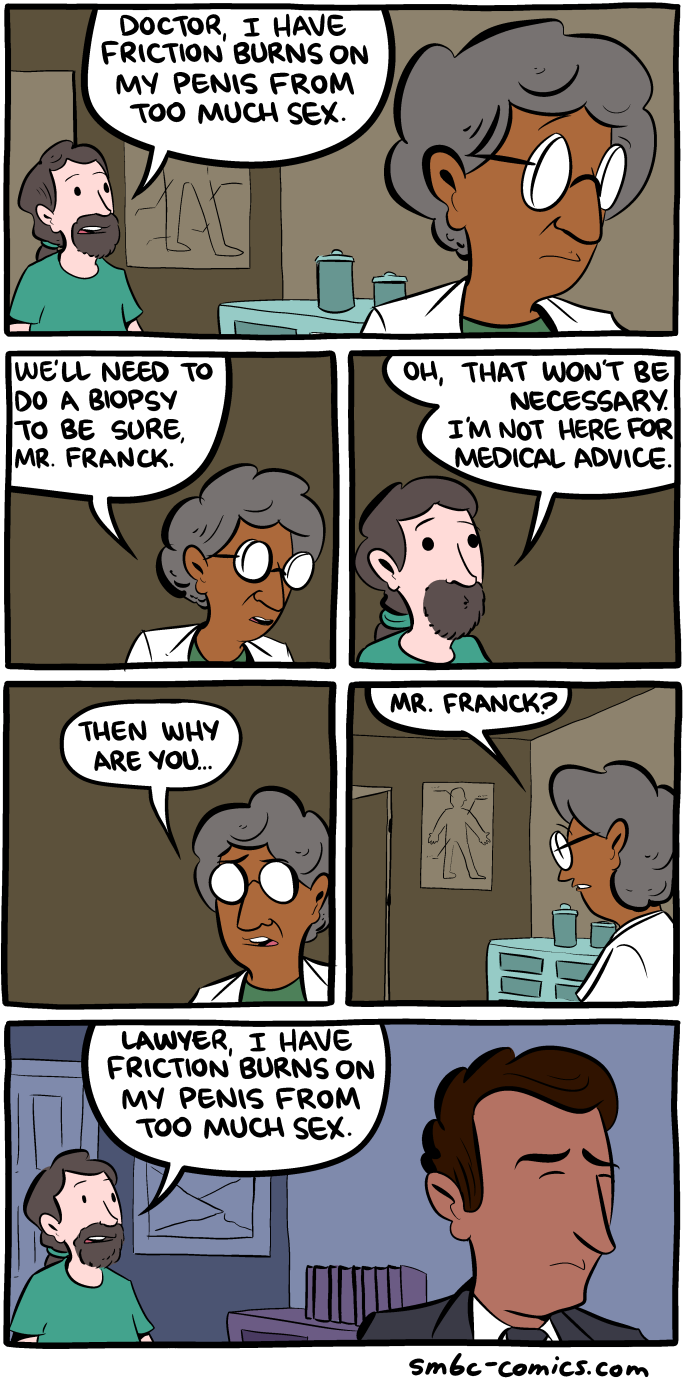 DOCTOR, I HAVE
FRICTION BURNS ON
MY PENIS FROM
TOO MUCH SEX.
WE'LL NEED TO
DO A BIOPSY
TO BE SURE,
MR. FRANCK.
OH, THAT WON'T BE
NECESSARY.
I'M NOT HERE FOR
MEDICAL ADVICE.
THEN WHY
ARE YOU...
MR. FRANCK?
LAWYER, I HAVE
FRICTION BURNS ON
MY PENIS FROM
TOO MUCH SEX.
smbc-comics.com